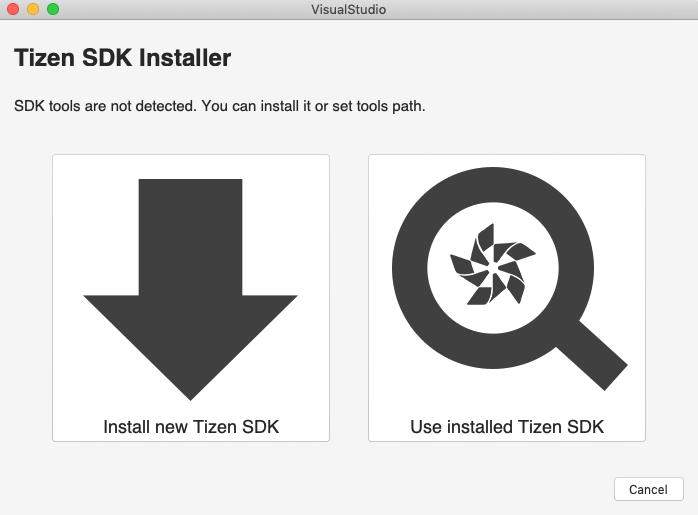 VisualStudio
Tizen SDK Installer
SDK tools are not detected. You can install it or set tools path.
Install new Tizen SDK
Use installed Tizen SDK
Cancel